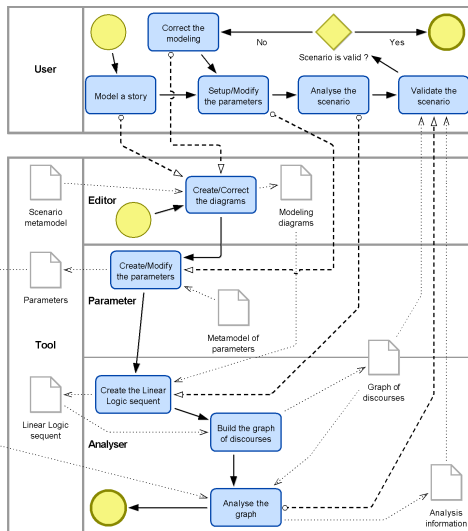 Correct the
modeling
No
Yes
Scenario is valid ?
User
Model a story
Setup/Modify
the parameters
Analyse the
scenario
Validate the
scenario
Scenario
metamodel
Editor
Create/Correct
the diagrams
Modeling
diagrams
Create/Modify
the parameters
Parameters
Parameter
Metamodel of
parameters
Tool
Create the Linear
Logic sequent
Graph of
discourses
Linear Logic
sequent
Build the graph
of discourses
Analyser
Analyse the
graph
Analysis
information